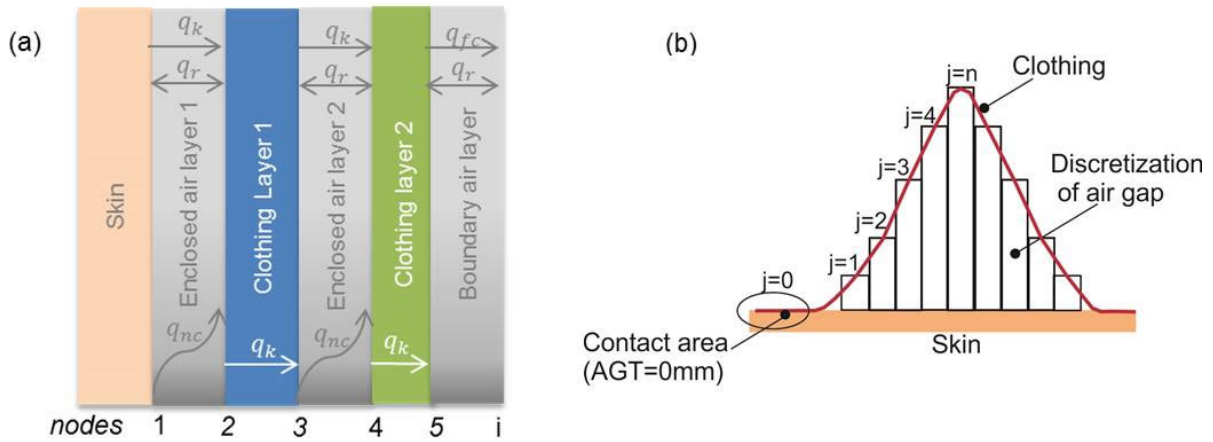 (a)
q_k
q_k
q_fc
q_r
q_r
q_r
Skin
Enclosed air layer 1
Clothing Layer 1
Enclosed air layer 2
Clothing layer 2
Boundary air layer
q_nc
q_k
q_nc
q_k
nodes 1 2 3 4 5 i
(b)
j=n
Clothing
j=4
j=3
Discretization
of air gap
j=2
j=1
j=0
Contact area
(AGT=0mm)
Skin